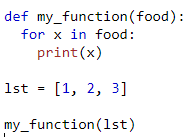 def my_function(food):
  for x in food:
    print(x)
lst = [1, 2, 3]
my_function(lst)